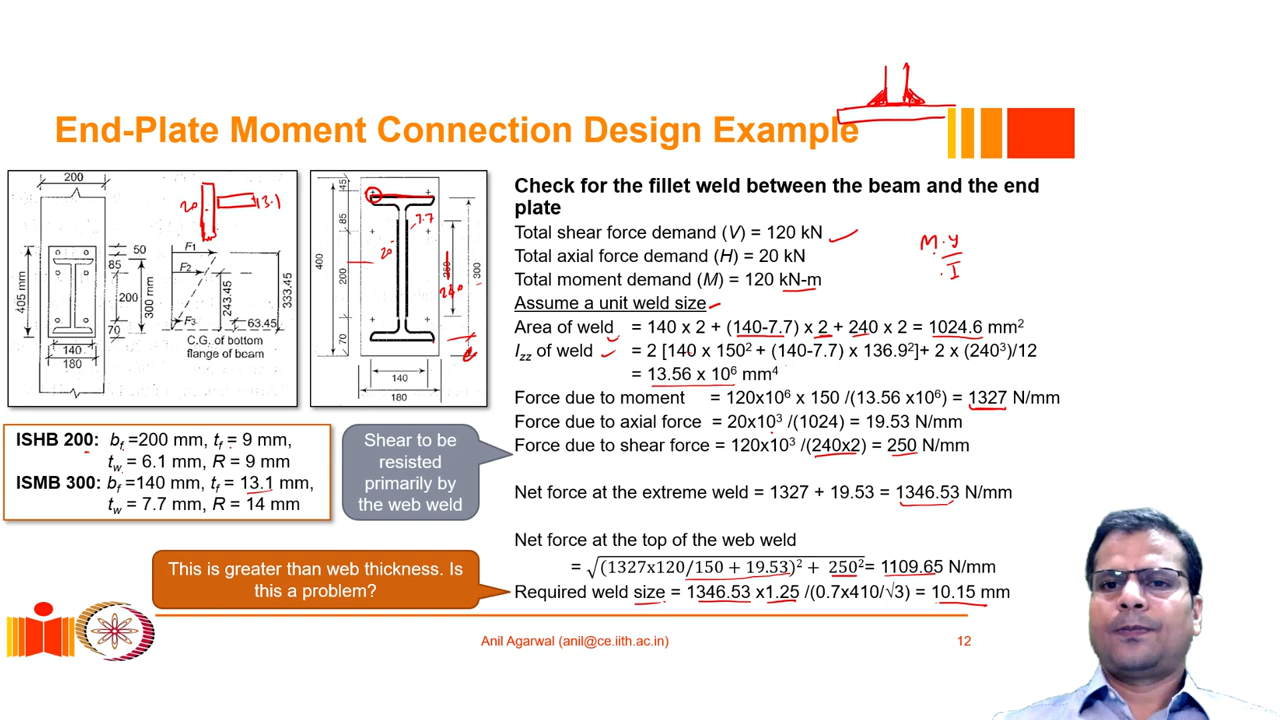 End-Plate Moment Connection Design Example
200
F1
F2
F3
50
85
200
70
300 mm
405 mm
140
180
243.45
333.45
63.45
C.G. of bottom
flange of beam
20
13.1
45
85
200
70
400
300
7.7
20
240
140
180
Check for the fillet weld between the beam and the end
plate
Total shear force demand (V) = 120 kN
Total axial force demand (H) = 20 kN
Total moment demand (M) = 120 kN-m
Assume a unit weld size
Area of weld = 140 x 2 + (140-7.7) x 2 + 240 x 2 = 1024.6 mm²
Izz of weld = 2 [140 x 150² + (140-7.7) x 136.9²]+ 2 x (240³)/12
= 13.56 x 10⁶ mm⁴
Force due to moment = 120x10⁶ x 150 /(13.56 x10⁶) = 1327 N/mm
Force due to axial force = 20x10³ /(1024) = 19.53 N/mm
Force due to shear force = 120x10³ /(240x2) = 250 N/mm
Net force at the extreme weld = 1327 + 19.53 = 1346.53 N/mm
Net force at the top of the web weld
= √(1327x120/150 + 19.53)² + 250² = 1109.65 N/mm
Required weld size = 1346.53 x1.25 /(0.7x410/√3) = 10.15 mm
M.y
I
ISHB 200: bf =200 mm, tf = 9 mm,
tw = 6.1 mm, R = 9 mm
ISMB 300: bf =140 mm, tf = 13.1 mm,
tw = 7.7 mm, R = 14 mm
Shear to be
resisted
primarily by
the web weld
This is greater than web thickness. Is
this a problem?
Anil Agarwal (anil@ce.iith.ac.in)
12